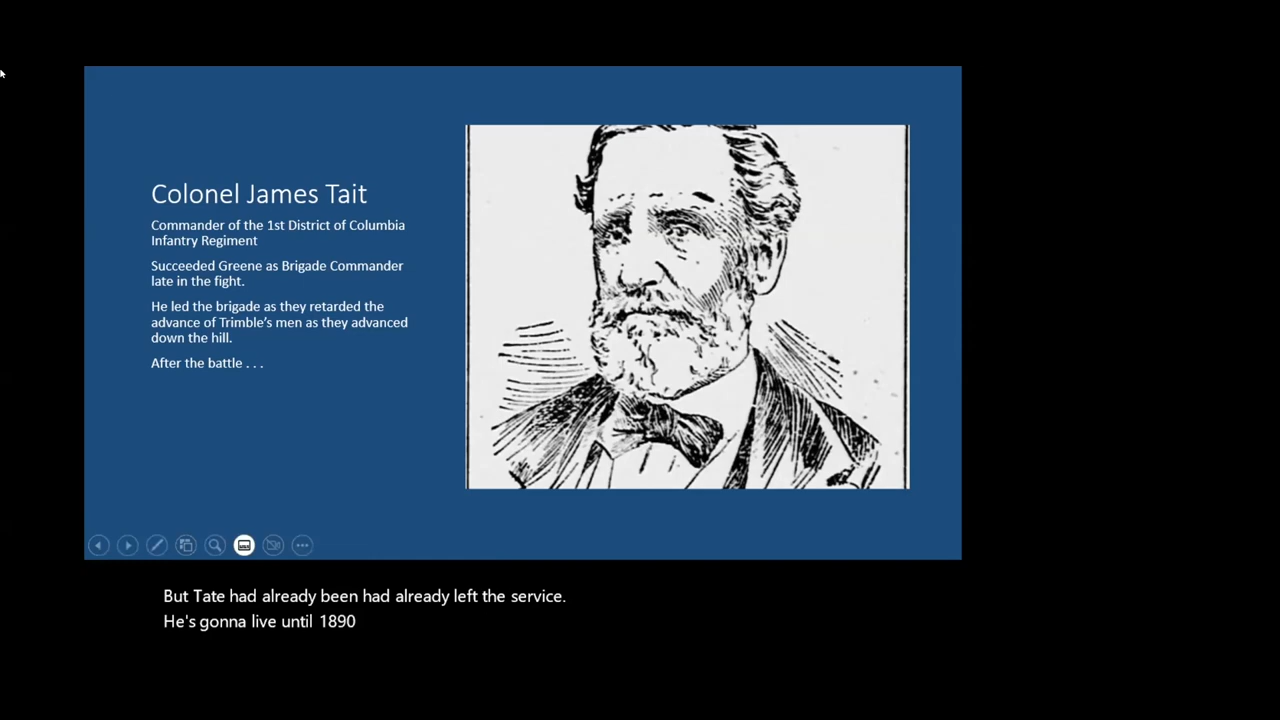 Colonel James Tait
Commander of the 1st District of Columbia
Infantry Regiment
Succeeded Greene as Brigade Commander
late in the fight.
He led the brigade as they retarded the
advance of Trimble’s men as they advanced
down the hill.
After the battle . . .
But Tate had already been had already left the service.
He's gonna live until 1890